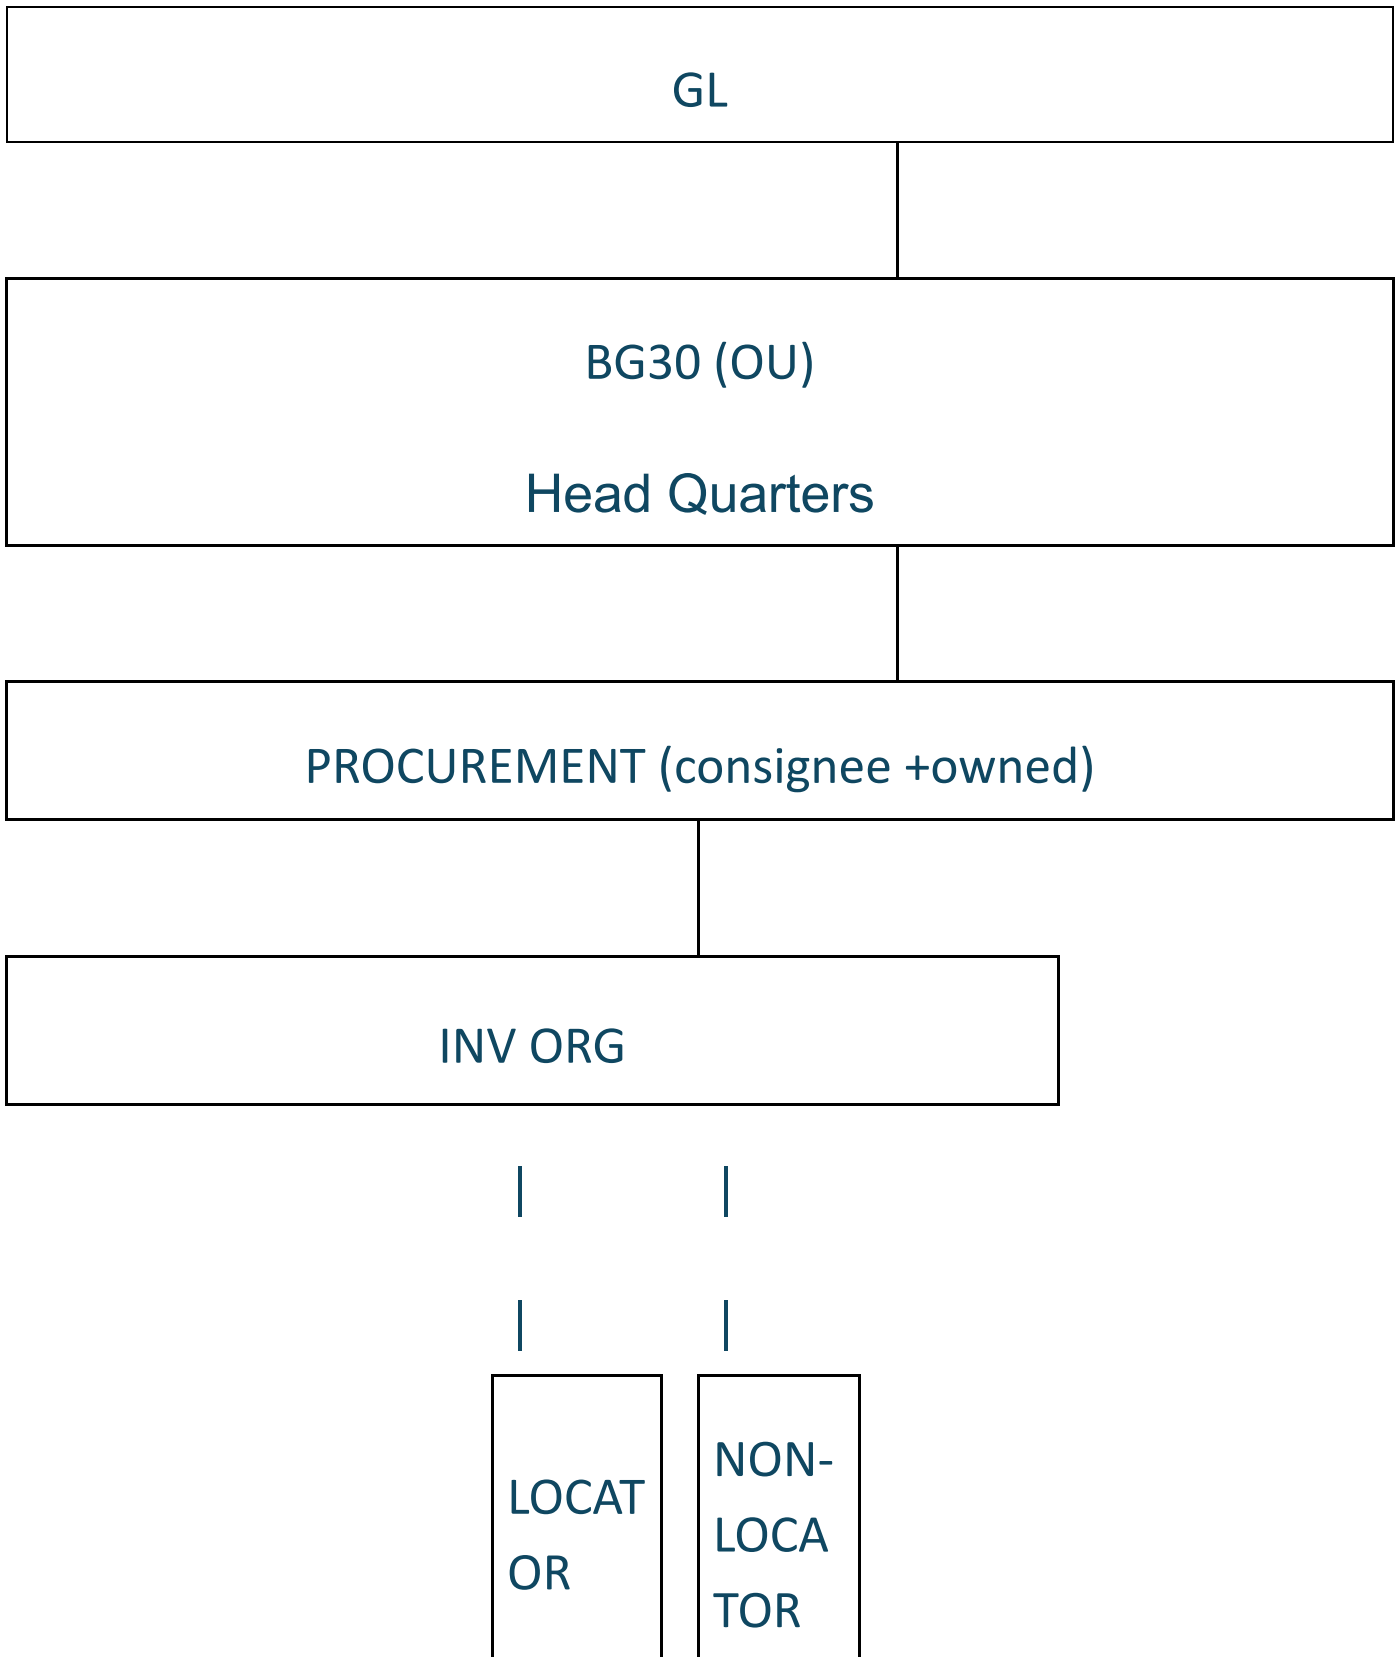 GL
BG30 (OU)
Head Quarters
PROCUREMENT (consignee +owned)
INV ORG
| |
| |
LOCAT
OR
NON-
LOCA
TOR